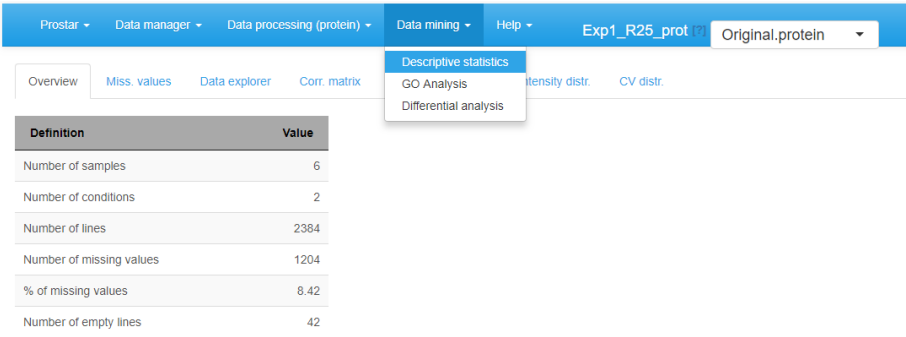 Prostar Data manager Data processing (protein) Data mining Help Exp1_R25_prot [?] Original.protein
Descriptive statistics
GO Analysis
Differential analysis
Overview Miss. values Data explorer Corr. matrix distr. CV distr.
Definition Value
Number of samples 6
Number of conditions 2
Number of lines 2384
Number of missing values 1204
% of missing values 8.42
Number of empty lines 42